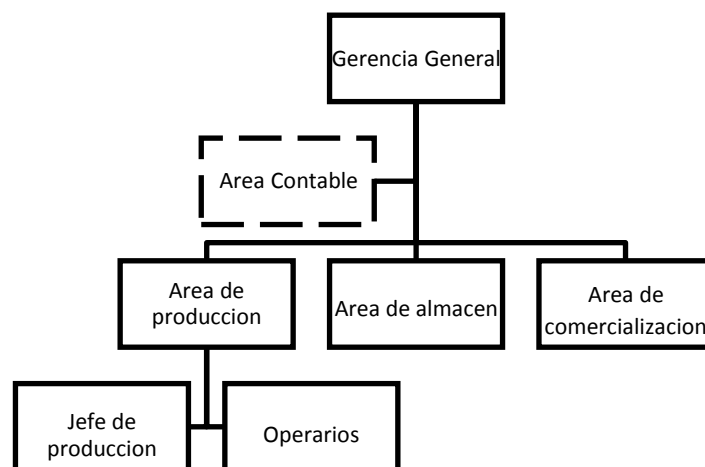 Gerencia General
Area Contable
Area de
produccion
Area de almacen
Area de
comercializacion
Jefe de
produccion
Operarios